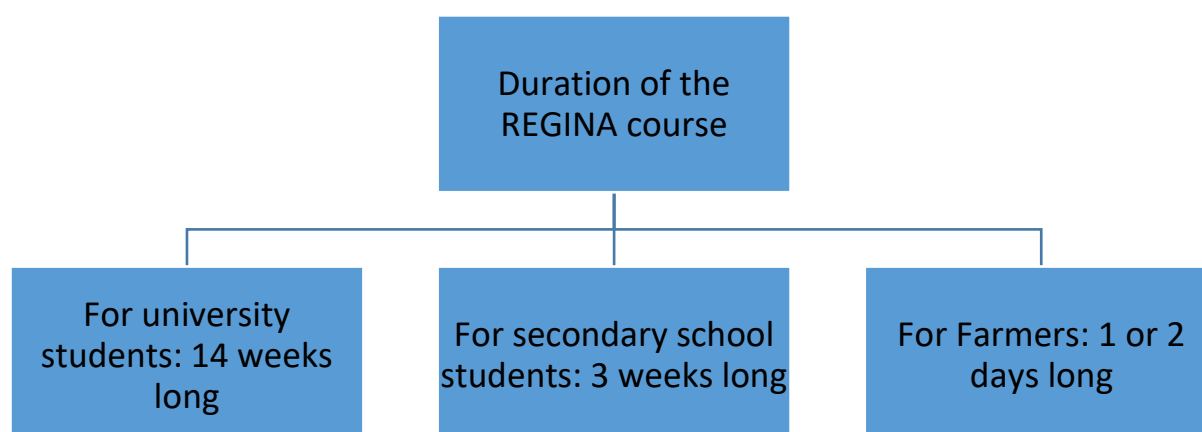 Duration of the
REGINA course
For university
students: 14 weeks
long
For secondary school
students: 3 weeks long
For Farmers: 1 or 2
days long